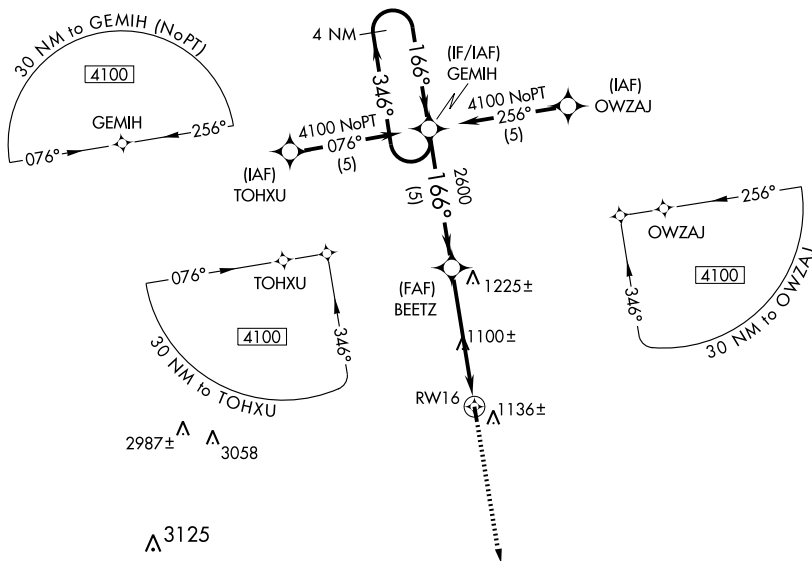 30 NM to GEMIH (NoPT)
4100
GEMIH
076°
256°
4 NM
166°
346°
(IF/IAF)
GEMIH
4100 NoPT
256°
(5)
(IAF)
OWZAJ
4100 NoPT
076°
(5)
(IAF)
TOHXU
2600
166°
(5)
256°
OWZAJ
4100
346°
30 NM to OWZAJ
076°
TOHXU
4100
346°
30 NM to TOHXU
(FAF)
BEETZ
1225±
1100±
RW16
1136±
2987±
3058
3125